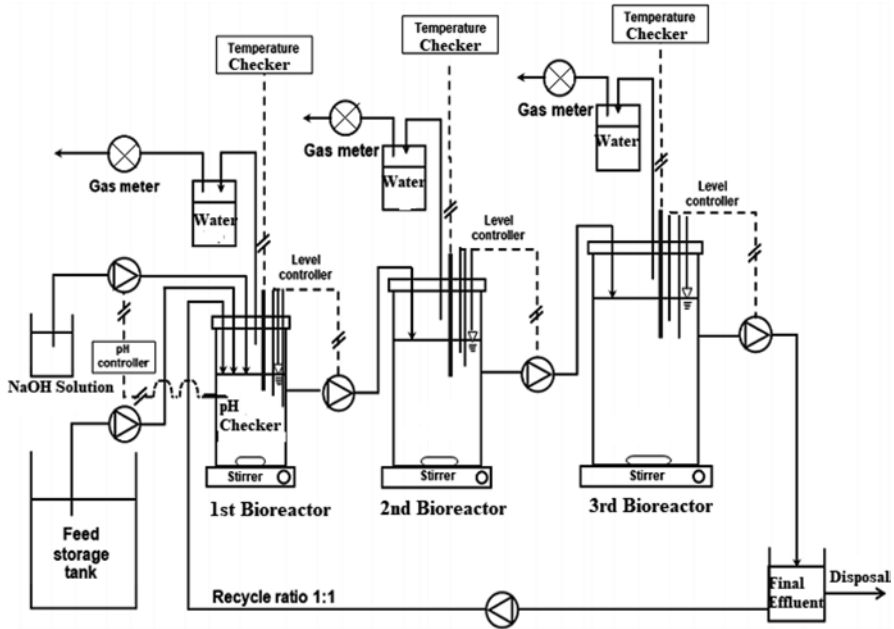 Temperature
Checker
Temperature
Checker
Temperature
Checker
Gas meter
Water
Gas meter
Water
Gas meter
Water
Level
controller
Level
controller
Level
controller
pH
controller
NaOH Solution
pH
Checker
Stirrer
Stirrer
Stirrer
1st Bioreactor
2nd Bioreactor
3rd Bioreactor
Feed
storage
tank
Recycle ratio 1:1
Final
Effluent
Disposal